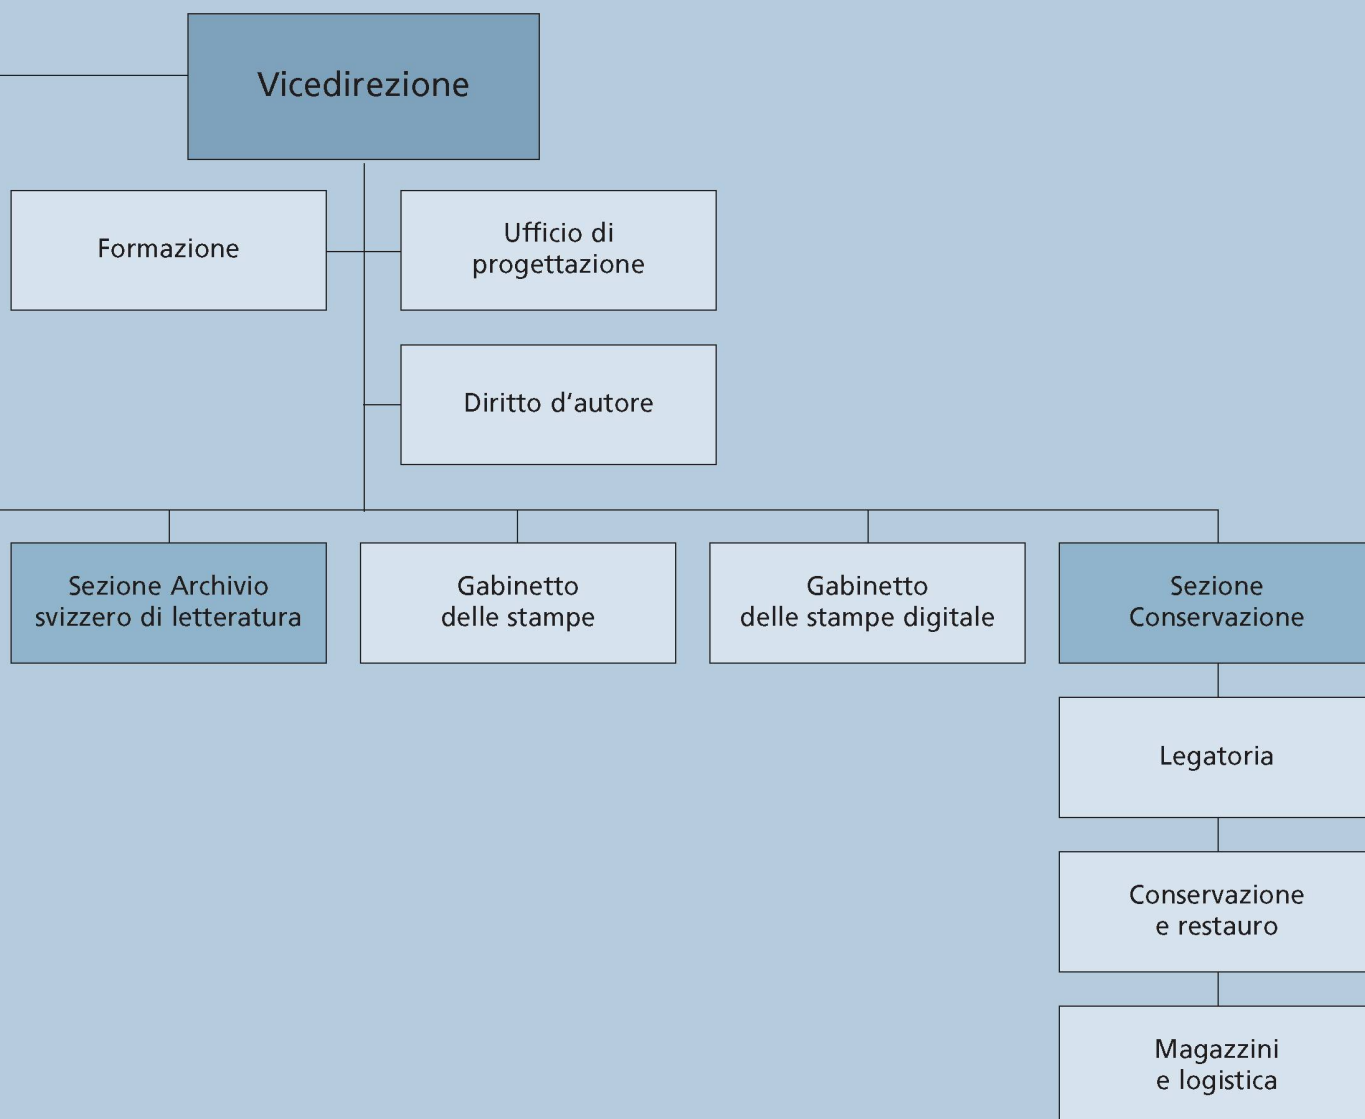 Vicedirezione
Formazione
Ufficio di
progettazione
Diritto d‘autore
Sezione Archivio
svizzero di letteratura
Gabinetto
delle stampe
Gabinetto
delle stampe digitale
Sezione
Conservazione
Legatoria
Conservazione
e restauro
Magazzini
e logistica